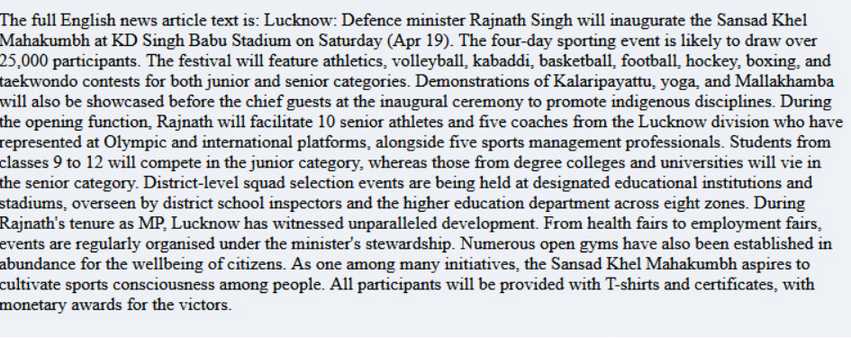 The full English news article text is: Lucknow: Defence minister Rajnath Singh will inaugurate the Sansad Khel
Mahakumbh at KD Singh Babu Stadium on Saturday (Apr 19). The four-day sporting event is likely to draw over
25,000 participants. The festival will feature athletics, volleyball, kabaddi, basketball, football, hockey, boxing, and
taekwondo contests for both junior and senior categories. Demonstrations of Kalaripayattu, yoga, and Mallakhamba
will also be showcased before the chief guests at the inaugural ceremony to promote indigenous disciplines. During
the opening function, Rajnath will facilitate 10 senior athletes and five coaches from the Lucknow division who have
represented at Olympic and international platforms, alongside five sports management professionals. Students from
classes 9 to 12 will compete in the junior category, whereas those from degree colleges and universities will vie in
the senior category. District-level squad selection events are being held at designated educational institutions and
stadiums, overseen by district school inspectors and the higher education department across eight zones. During
Rajnath's tenure as MP, Lucknow has witnessed unparalleled development. From health fairs to employment fairs,
events are regularly organised under the minister's stewardship. Numerous open gyms have also been established in
abundance for the wellbeing of citizens. As one among many initiatives, the Sansad Khel Mahakumbh aspires to
cultivate sports consciousness among people. All participants will be provided with T-shirts and certificates, with
monetary awards for the victors.